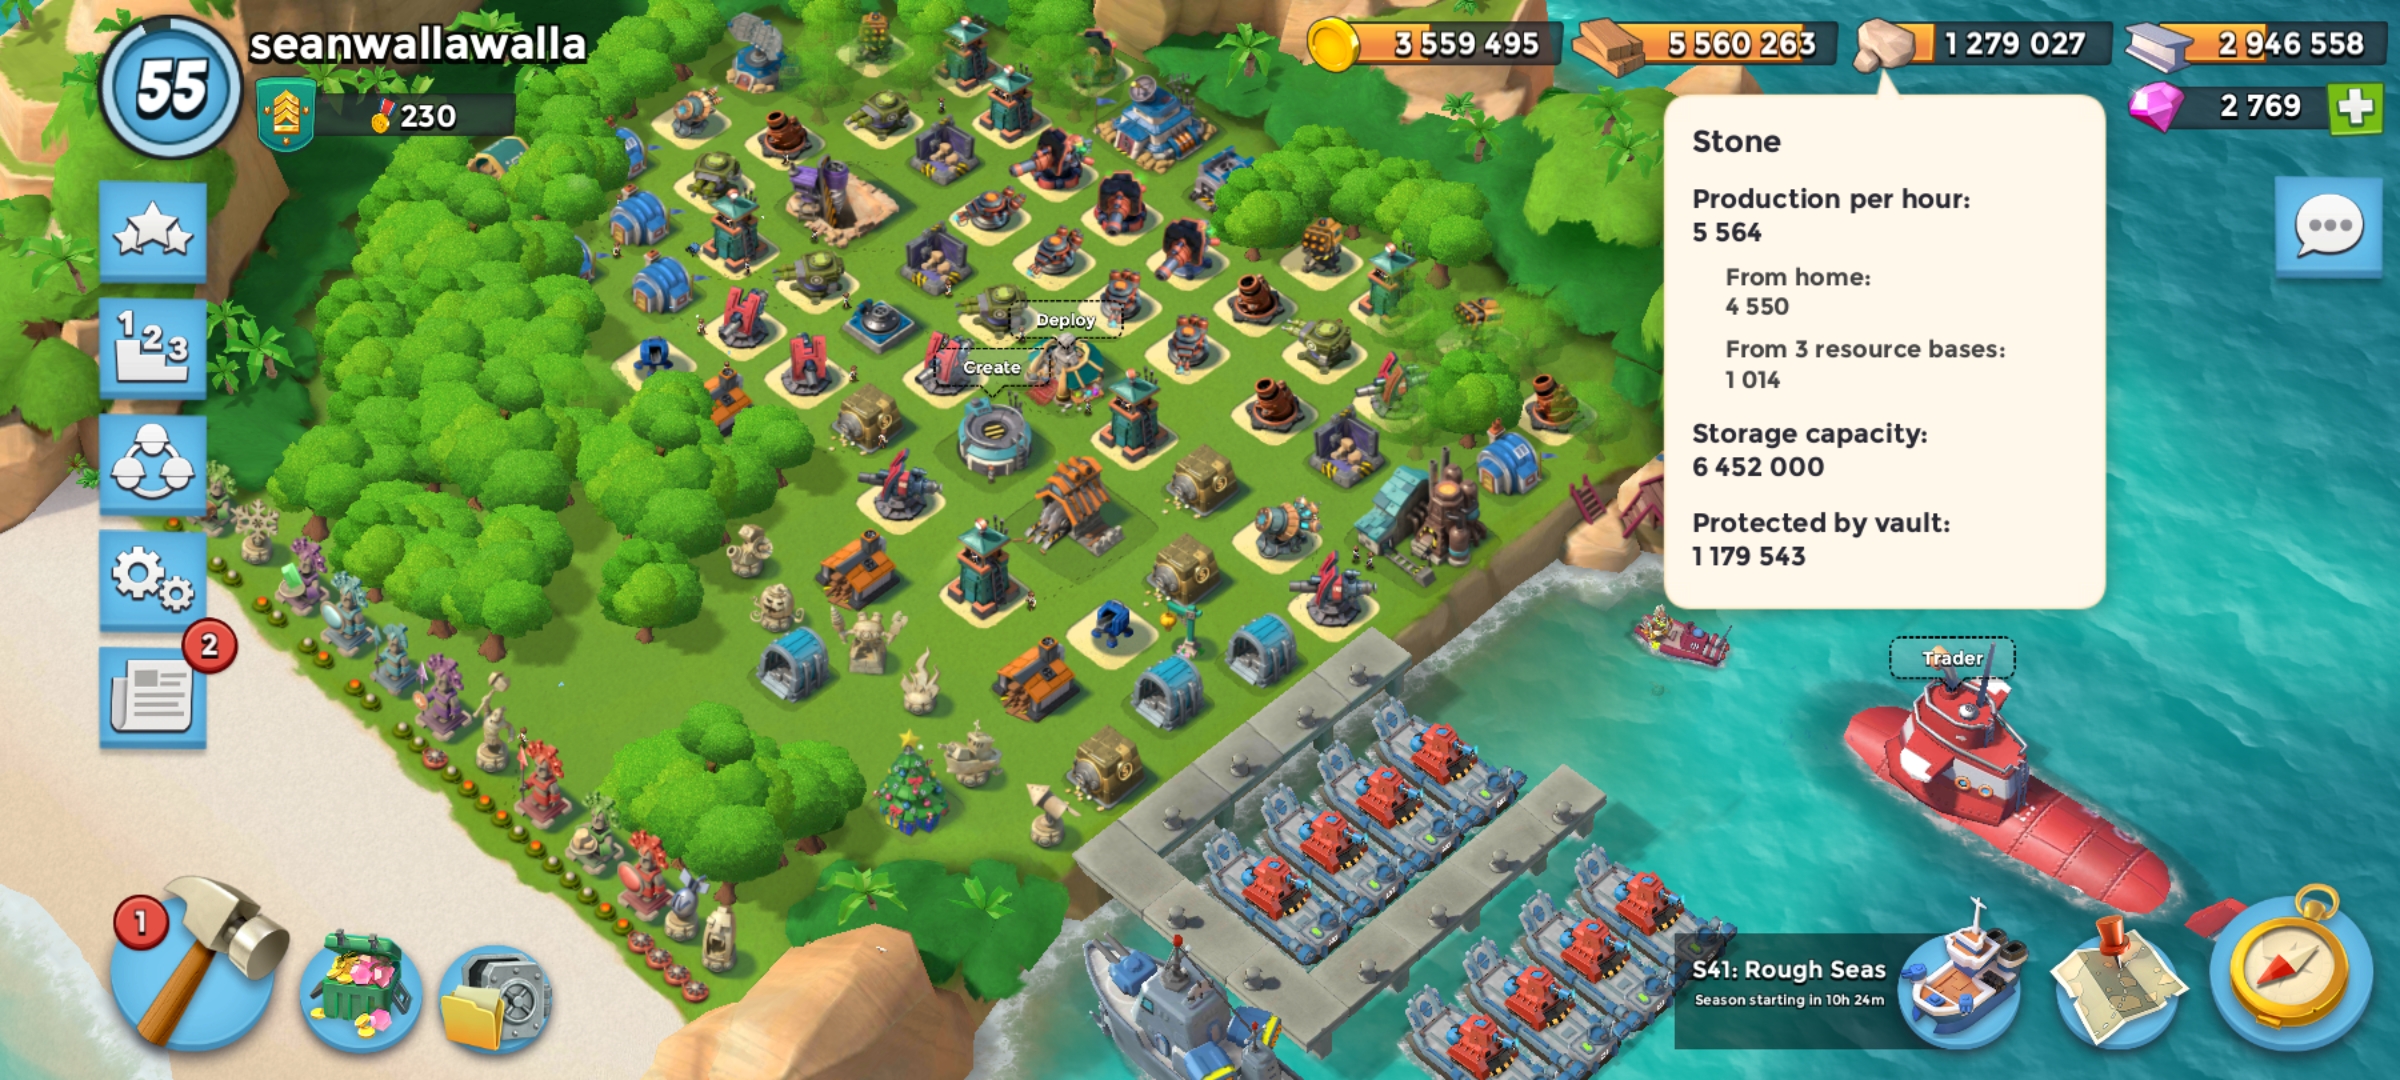 55
seanwallawalla
230
3 559 495
5 560 263
1 279 027
2 946 558
2 769
Stone
Production per hour:
5 564
From home:
4 550
From 3 resource bases:
1 014
Storage capacity:
6 452 000
Protected by vault:
1 179 543
Deploy
Create
123
2
Trader
1
S41: Rough Seas
Season starting in 10h 24m